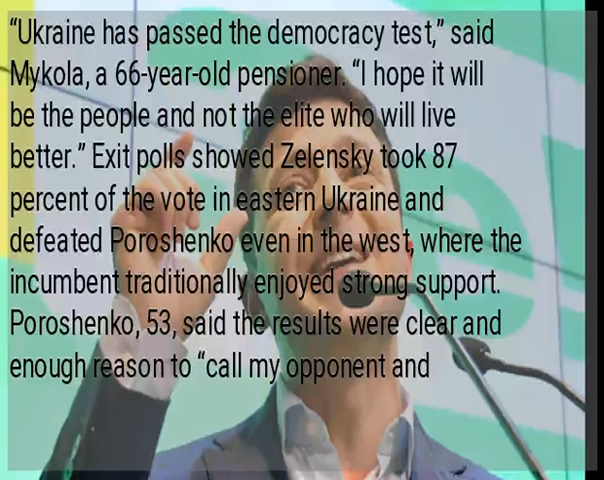 “Ukraine has passed the democracy test,” said
Mykola, a 66-year-old pensioner. “I hope it will
be the people and not the elite who will live
better.” Exit polls showed Zelensky took 87
percent of the vote in eastern Ukraine and
defeated Poroshenko even in the west, where the
incumbent traditionally enjoyed strong support.
Poroshenko, 53, said the results were clear and
enough reason to “call my opponent and